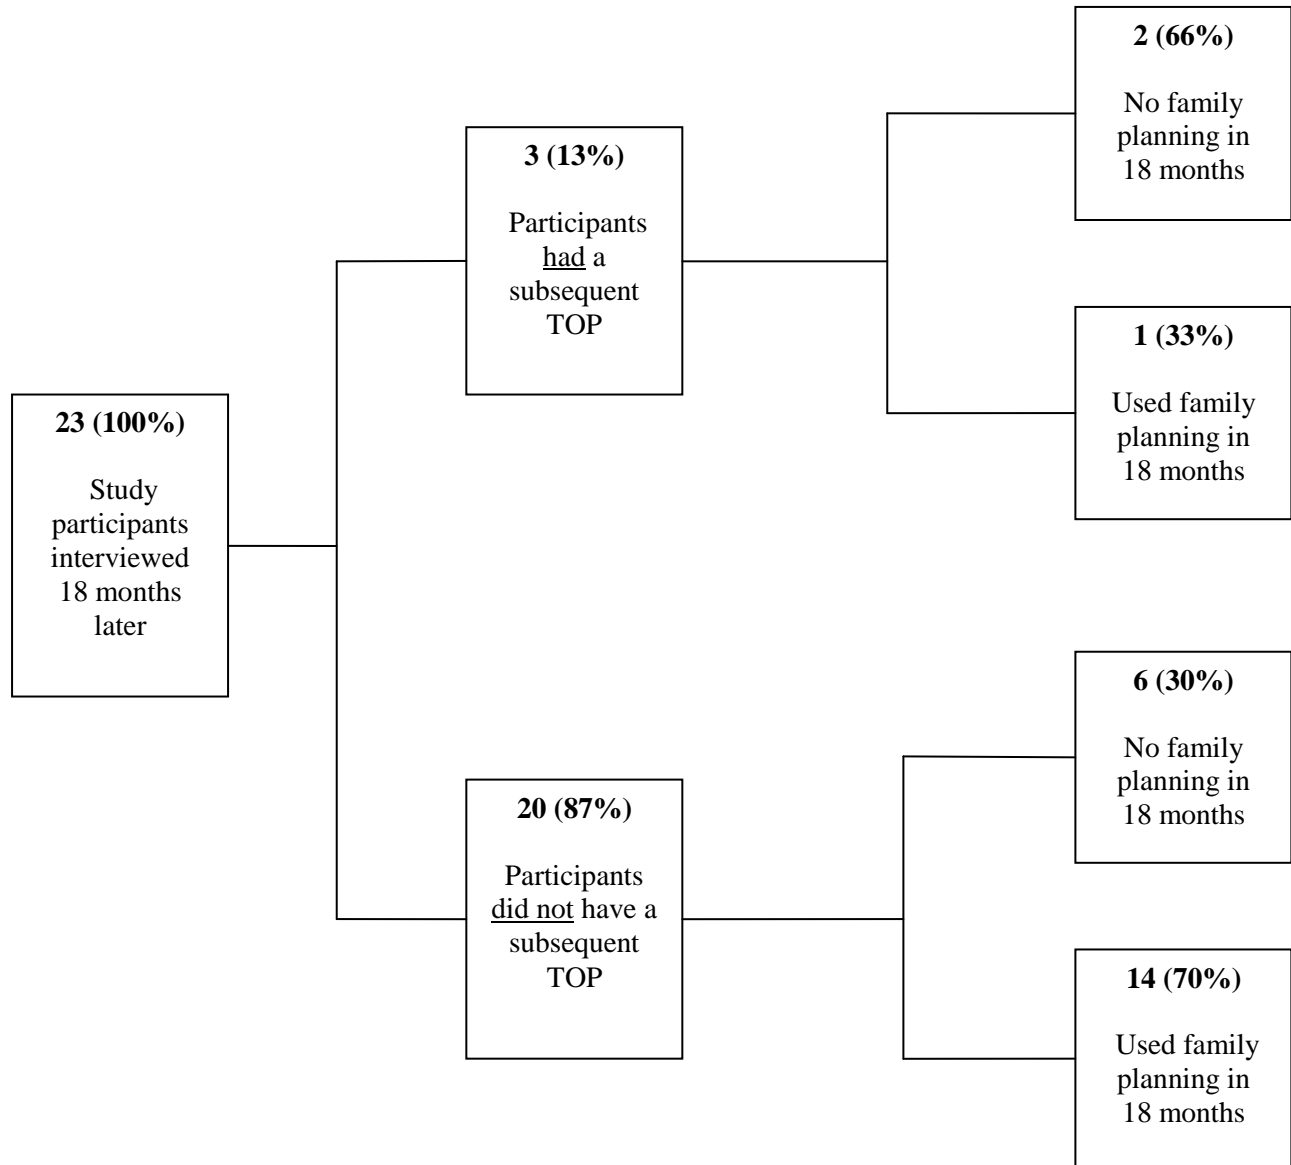 23 (100%)
Study
participants
interviewed
18 months
later
3 (13%)
Participants
had a
subsequent
TOP
20 (87%)
Participants
did not have a
subsequent
TOP
2 (66%)
No family
planning in
18 months
1 (33%)
Used family
planning in
18 months
6 (30%)
No family
planning in
18 months
14 (70%)
Used family
planning in
18 months